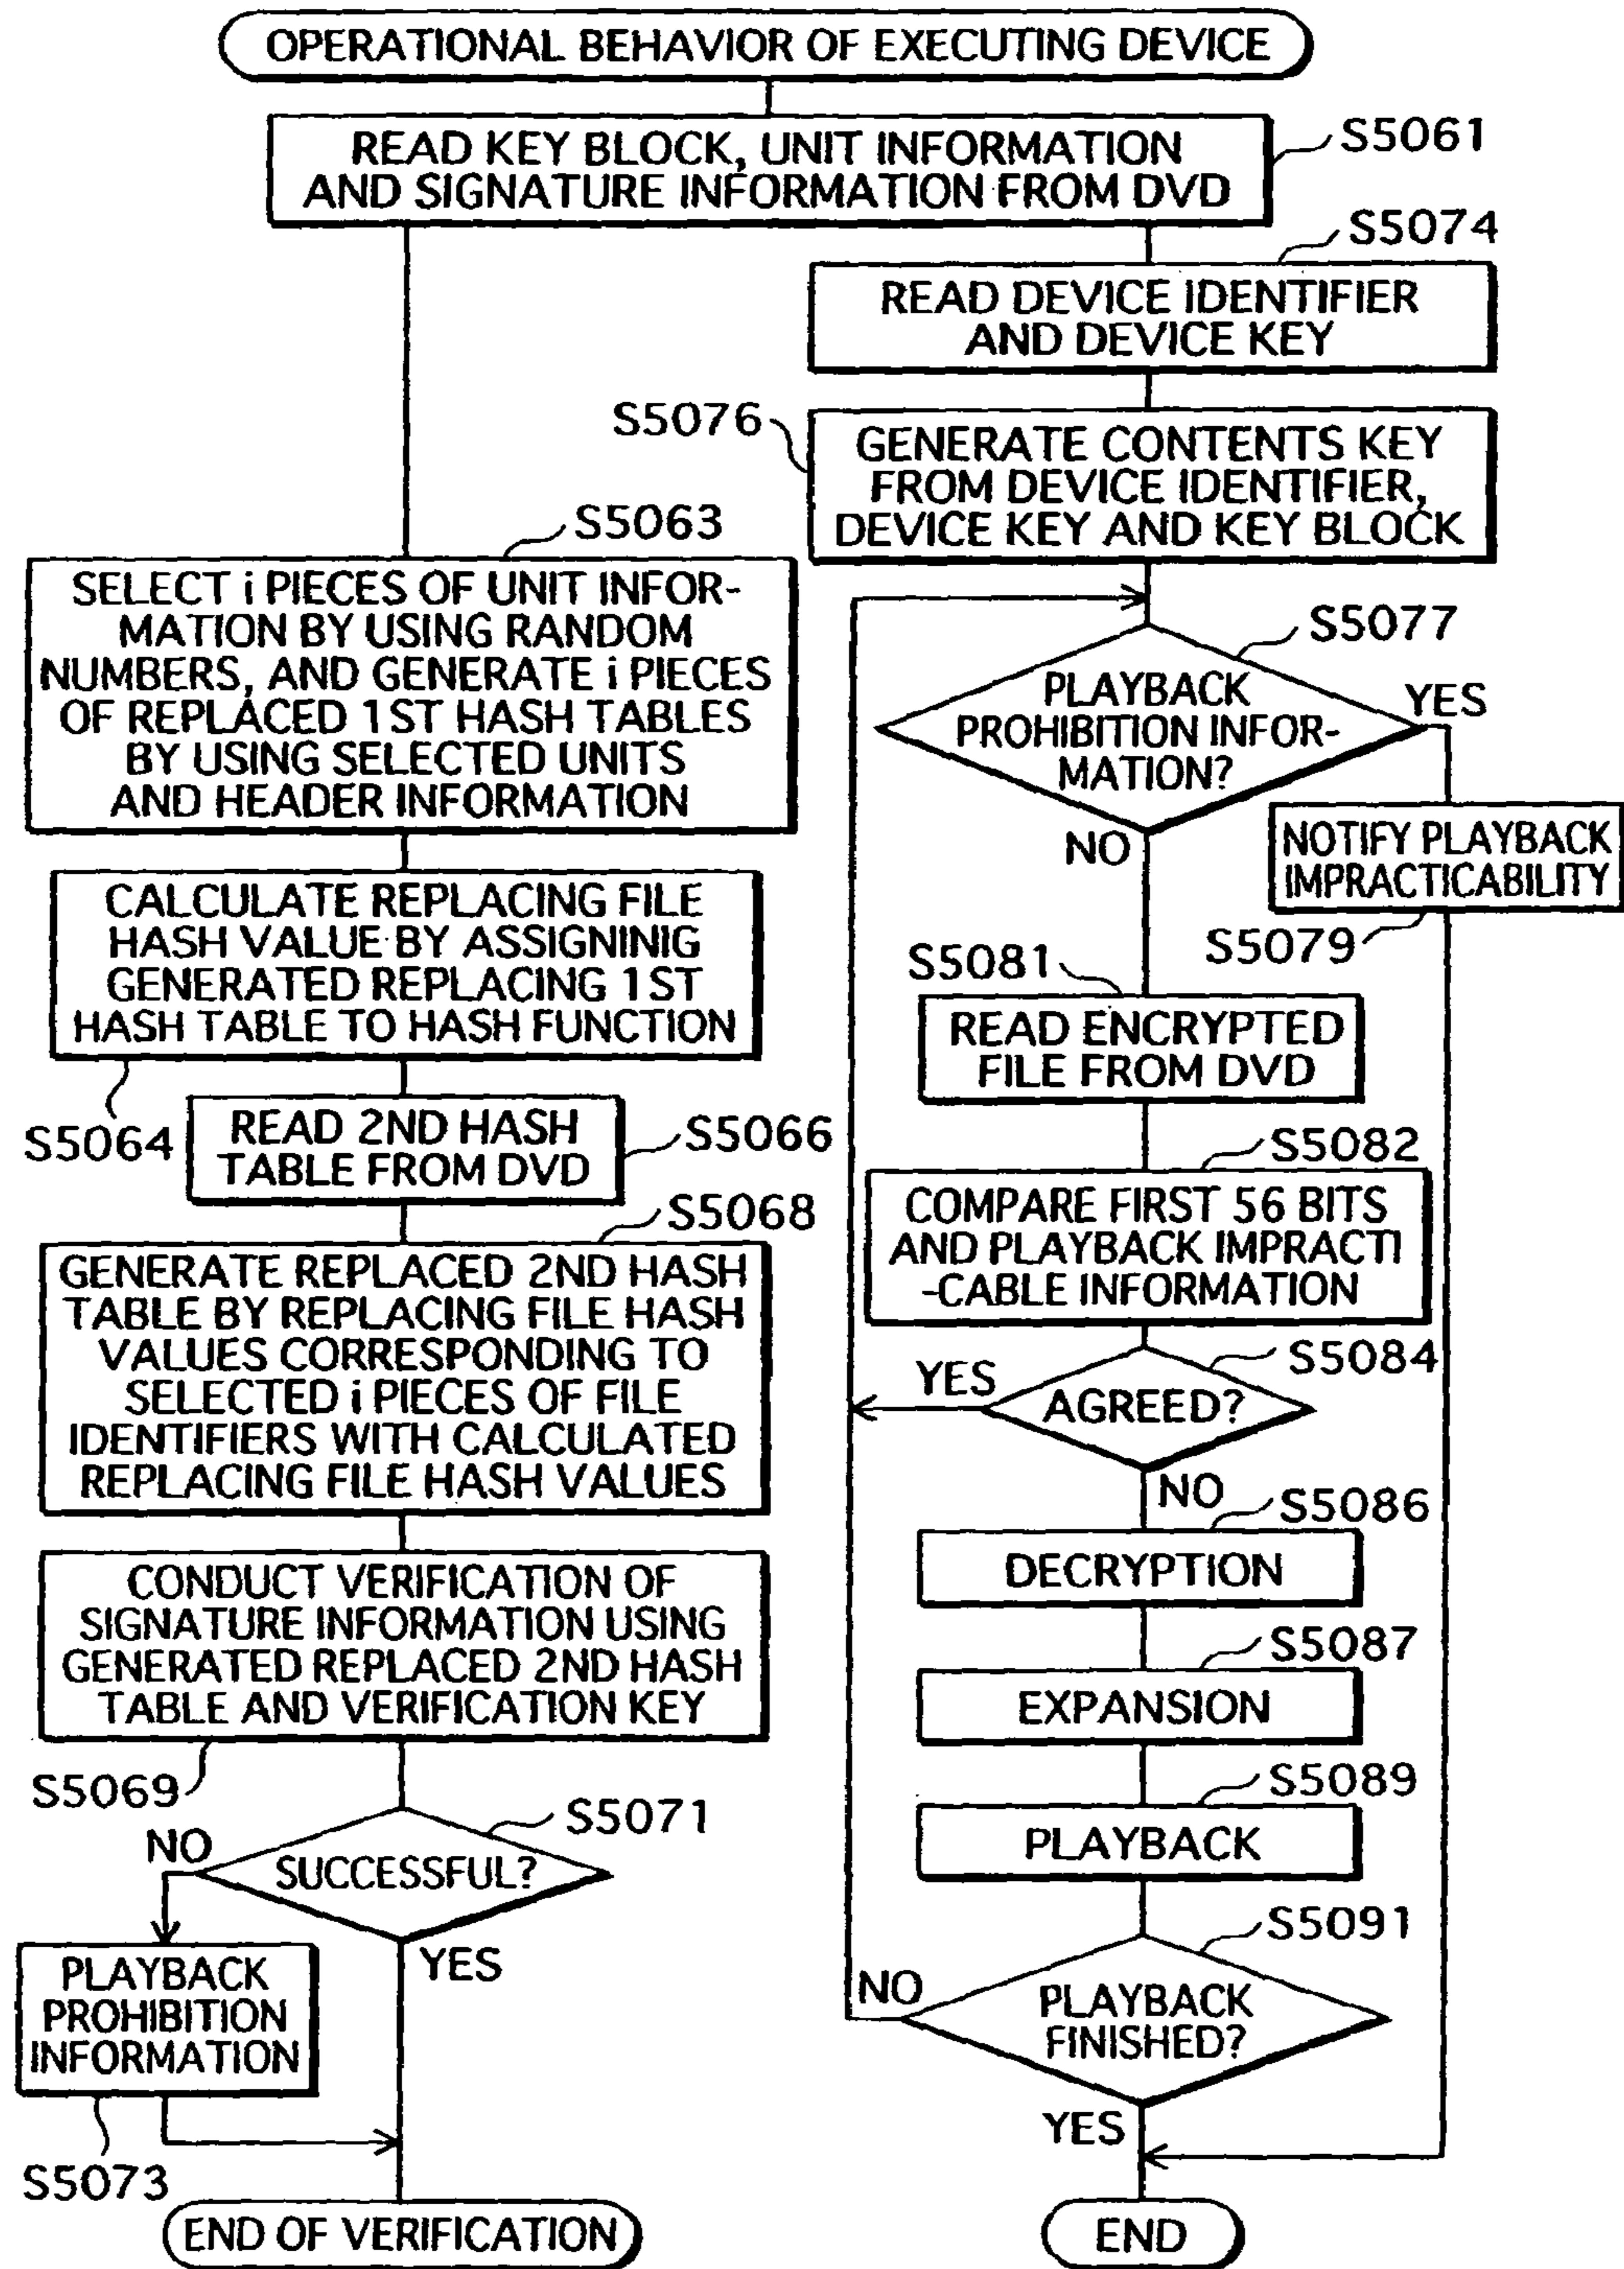 OPERATIONAL BEHAVIOR OF EXECUTING DEVICE
READ KEY BLOCK, UNIT INFORMATION
AND SIGNATURE INFORMATION FROM DVD
S5061
S5074
READ DEVICE IDENTIFIER
AND DEVICE KEY
S5076
GENERATE CONTENTS KEY
FROM DEVICE IDENTIFIER,
DEVICE KEY AND KEY BLOCK
S5063
SELECT i PIECES OF UNIT INFOR-
MATION BY USING RANDOM
NUMBERS, AND GENERATE i PIECES
OF REPLACED 1ST HASH TABLES
BY USING SELECTED UNITS
AND HEADER INFORMATION
S5077
PLAYBACK
PROHIBITION INFOR-
MATION?
YES
NO
NOTIFY PLAYBACK
IMPRACTICABILITY
S5079
CALCULATE REPLACING FILE
HASH VALUE BY ASSIGNINIG
GENERATED REPLACING 1ST
HASH TABLE TO HASH FUNCTION
S5064
S5081
READ ENCRYPTED
FILE FROM DVD
READ 2ND HASH
TABLE FROM DVD
S5066
S5082
COMPARE FIRST 56 BITS
AND PLAYBACK IMPRACTI
-CABLE INFORMATION
S5068
GENERATE REPLACED 2ND HASH
TABLE BY REPLACING FILE HASH
VALUES CORRESPONDING TO
SELECTED i PIECES OF FILE
IDENTIFIERS WITH CALCULATED
REPLACING FILE HASH VALUES
S5084
YES
AGREED?
NO
S5086
DECRYPTION
CONDUCT VERIFICATION OF
SIGNATURE INFORMATION USING
GENERATED REPLACED 2ND HASH
TABLE AND VERIFICATION KEY
S5069
S5087
EXPANSION
S5089
PLAYBACK
S5071
NO
SUCCESSFUL?
YES
S5091
NO
PLAYBACK
FINISHED?
YES
PLAYBACK
PROHIBITION
INFORMATION
S5073
END OF VERIFICATION
END